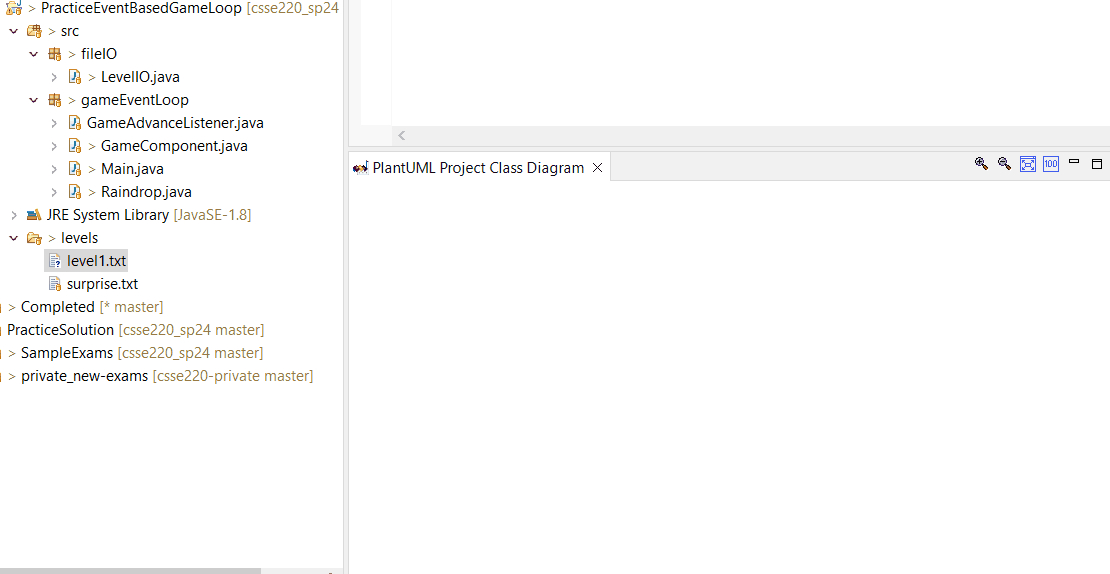 > PracticeEventBasedGameLoop [csse220_sp24
> src
> fileIO
> LevelIO.java
> gameEventLoop
GameAdvanceListener.java
> GameComponent.java
> Main.java
> Raindrop.java
JRE System Library [JavaSE-1.8]
> levels
level1.txt
surprise.txt
> Completed [* master]
PracticeSolution [csse220_sp24 master]
> SampleExams [csse220_sp24 master]
> private_new-exams [csse220-private master]
PlantUML Project Class Diagram
100